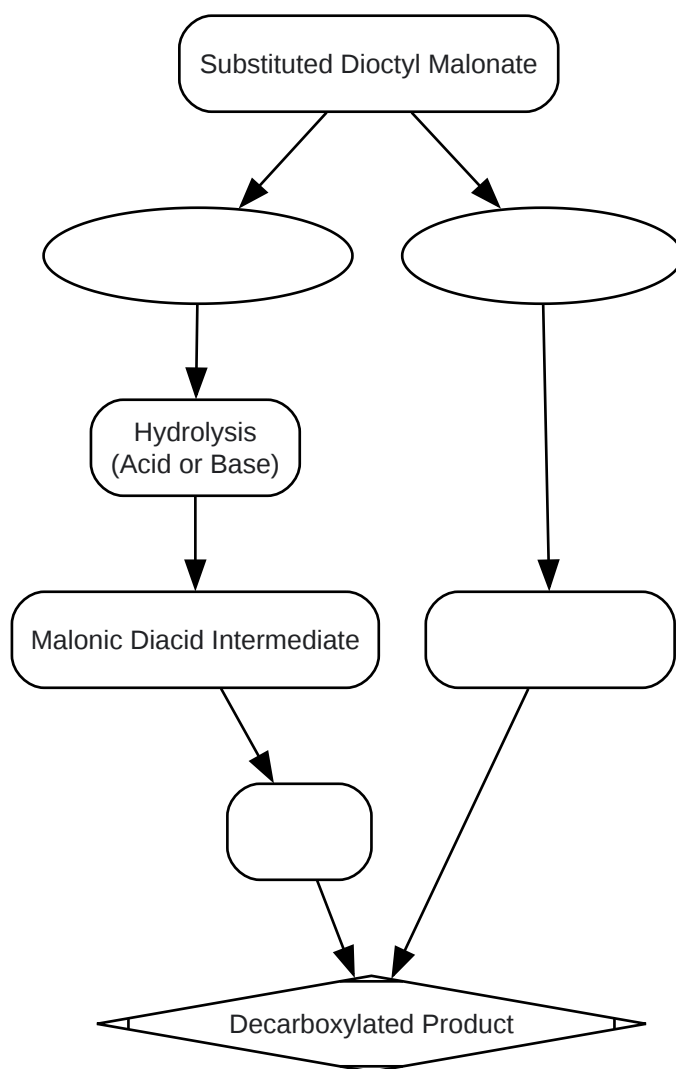 Substituted Dioctyl Malonate
Hydrolysis
(Acid or Base)
Malonic Diacid Intermediate
Decarboxylated Product